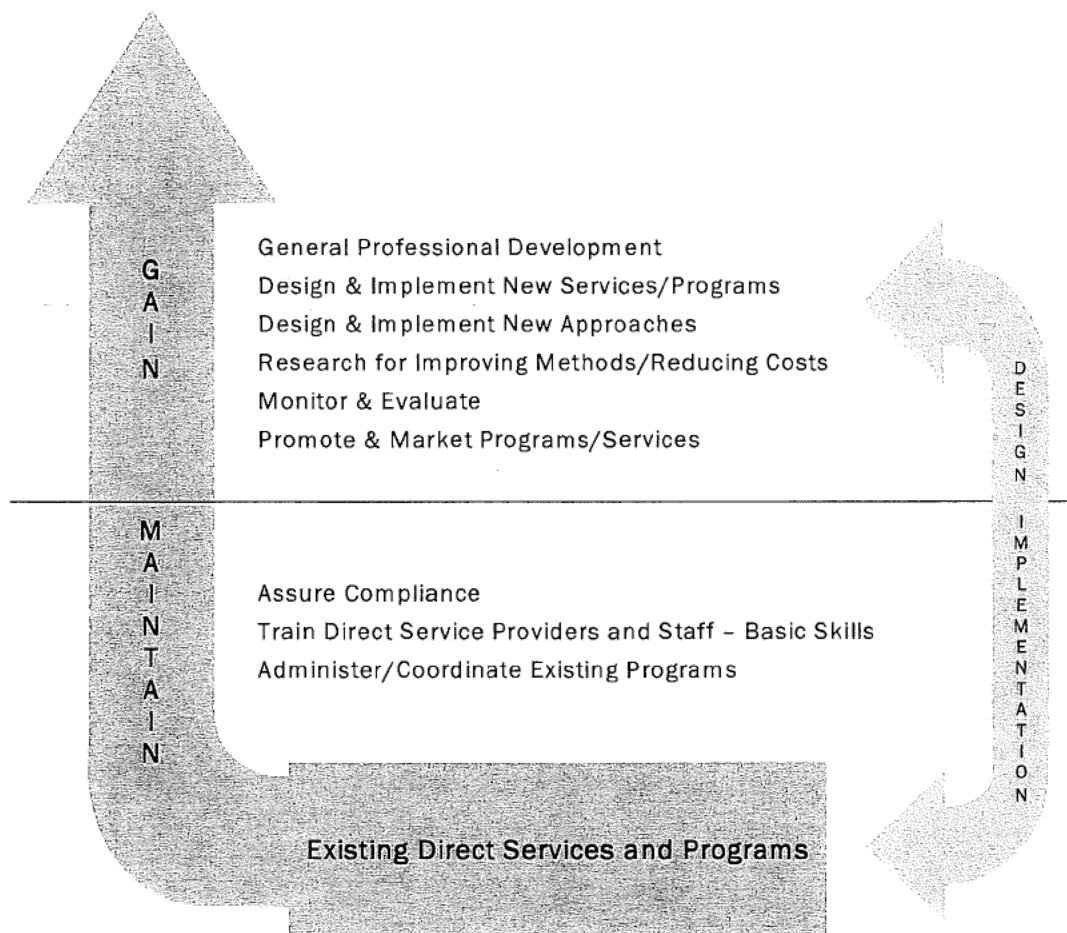 GAIN
General Professional Development
Design & Implement New Services/Programs
Design & Implement New Approaches
Research for Improving Methods/Reducing Costs
Monitor & Evaluate
Promote & Market Programs/Services
MAINTAIN
Assure Compliance
Train Direct Service Providers and Staff – Basic Skills
Administer/Coordinate Existing Programs
Existing Direct Services and Programs
DESIGN IMPLEMENTATION